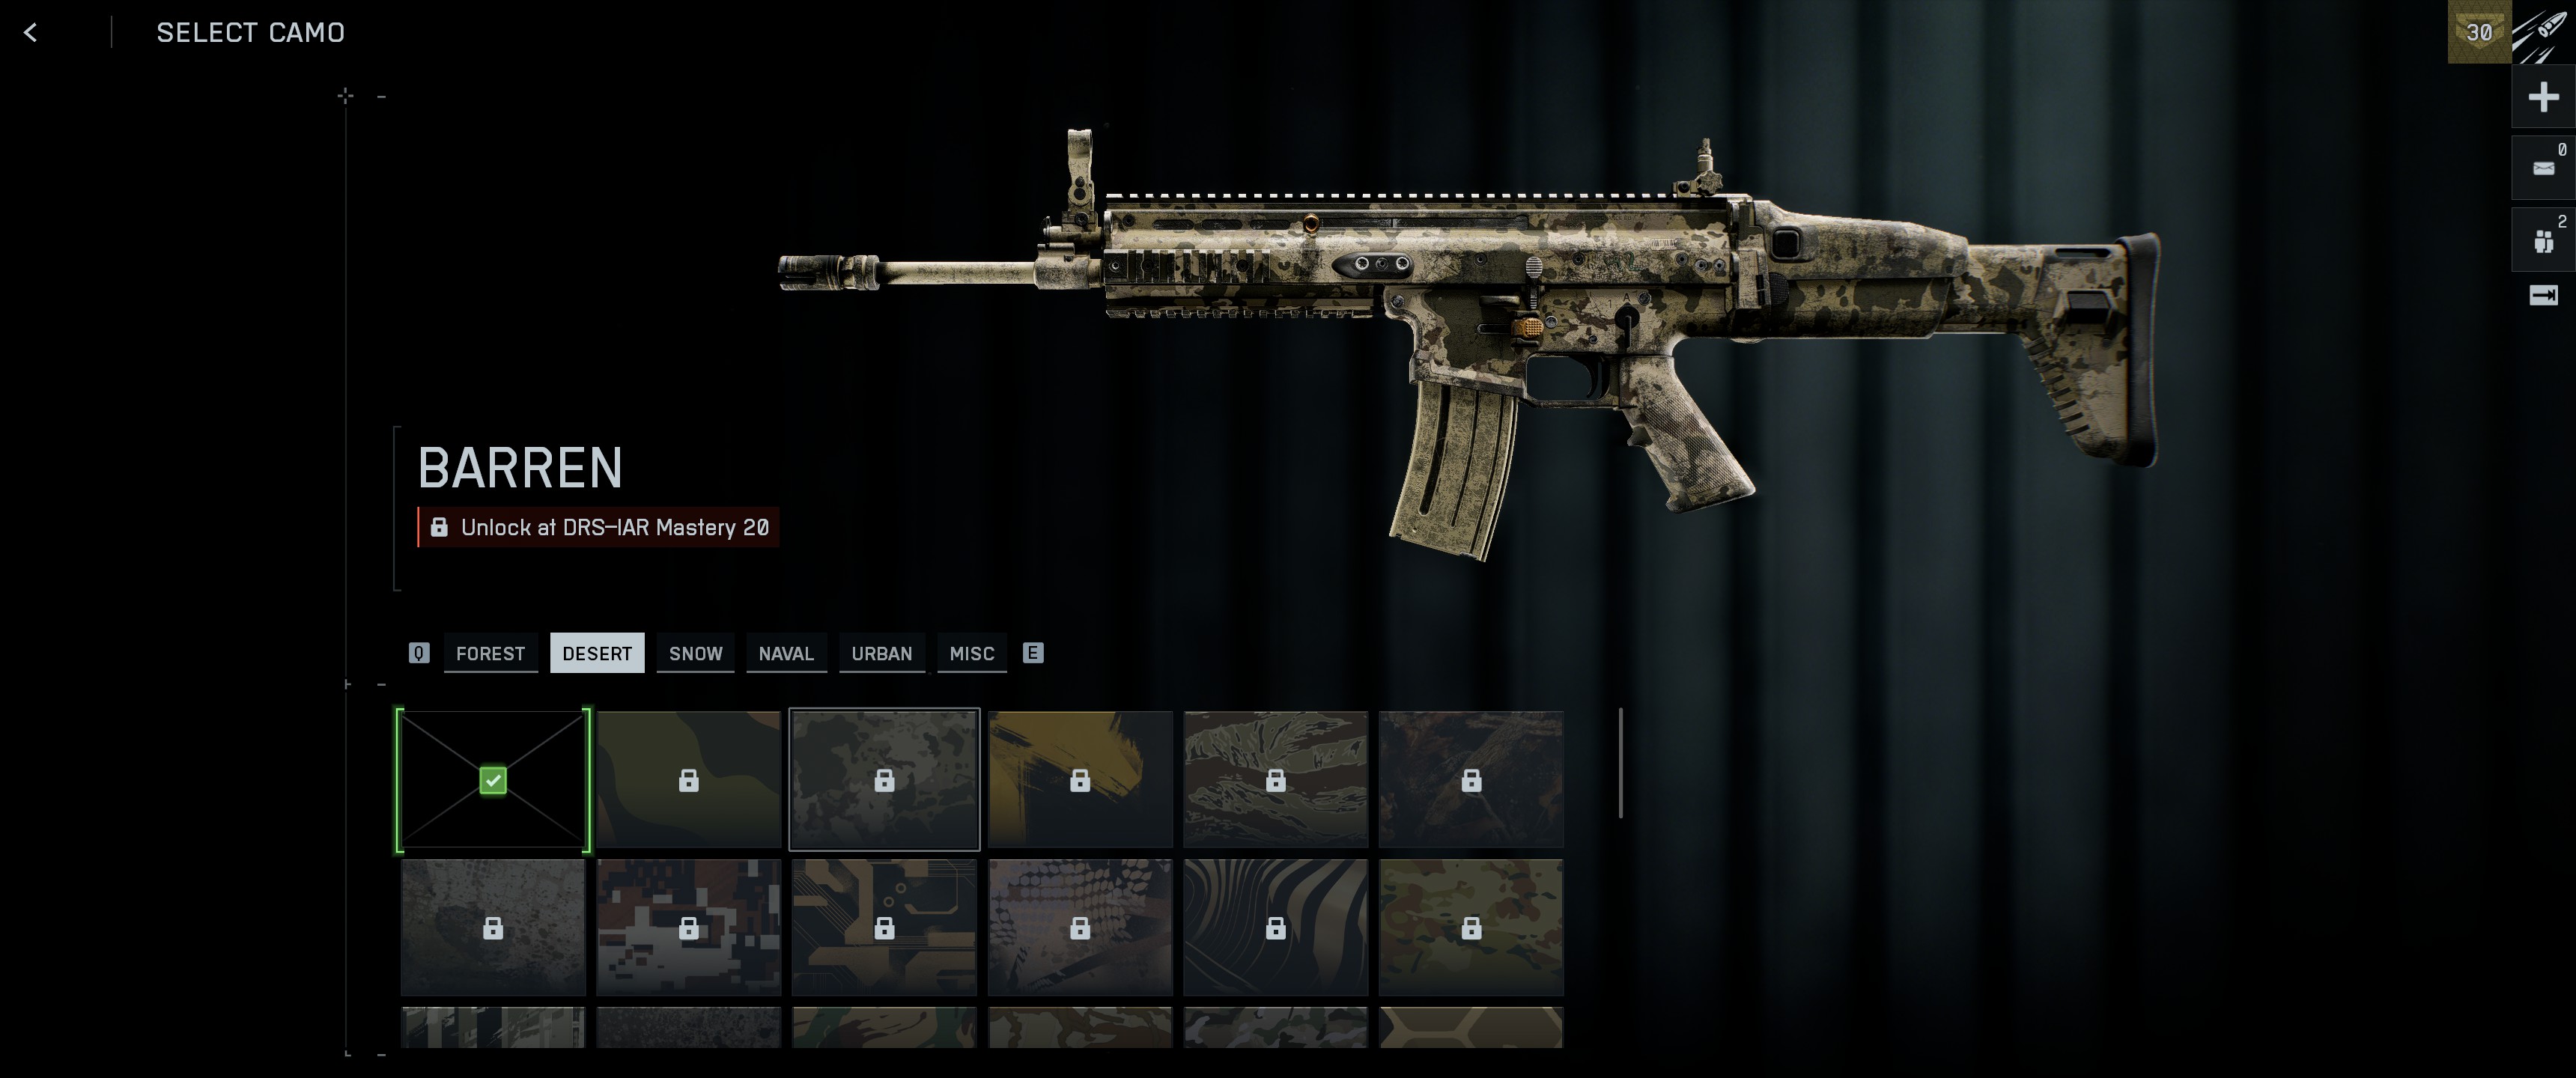 SELECT CAMO
30
0
2
BARREN
Unlock at DRS-IAR Mastery 20
Q FOREST DESERT SNOW NAVAL URBAN MISC E